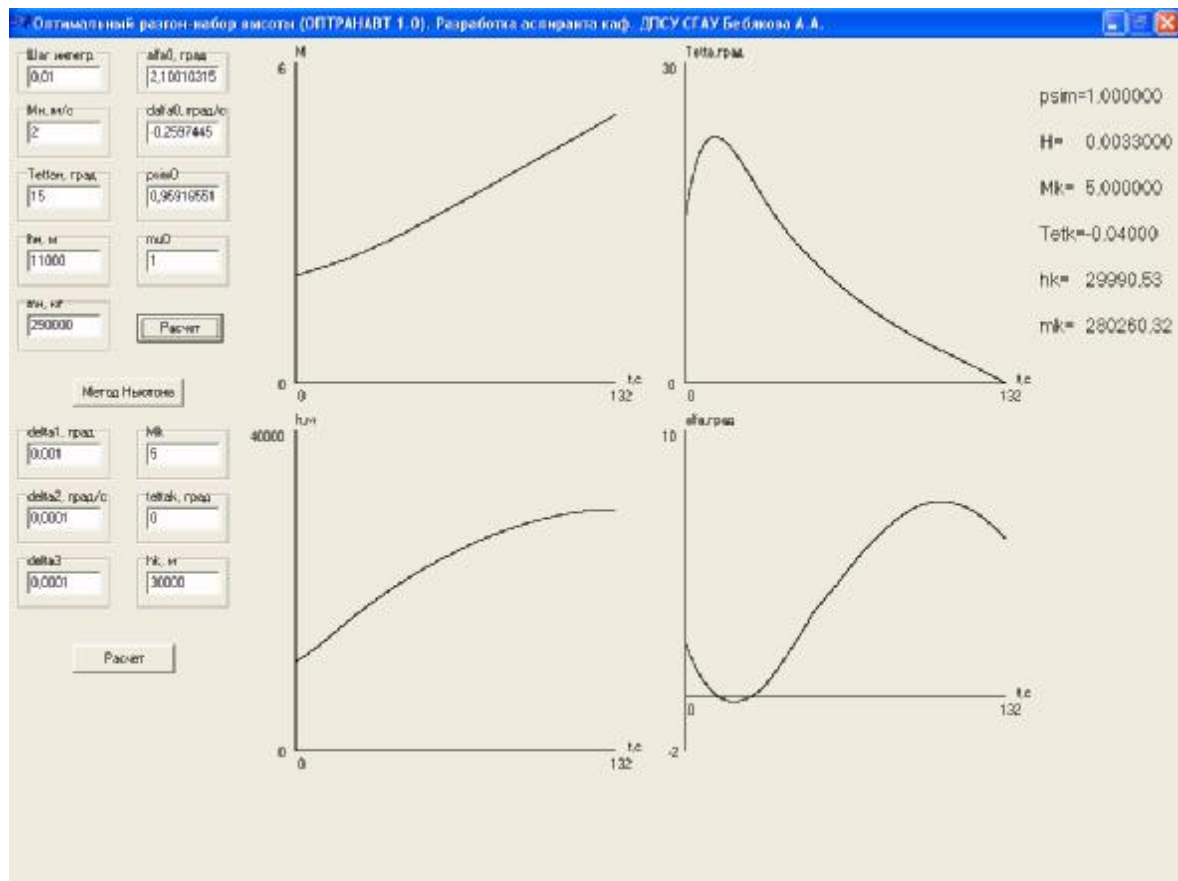 Оптимальный разгон-набор высоты (ОПТРАНАВТ 1.0). Разработка аспиранта каф. ДПСУ СГАУ Бебякова А.А.
Шаг интегр.
0,01
alfa0, град
2,10010315
Mн, м/с
2
dalfa0, град/с
-0.2597445
Tettaн, град
15
psim0
0,95916551
hн, м
11000
mu0
1
mн, кг
290000
Расчет
Метод Ньютона
delta1, град
0.001
Mk
5
delta2, град/с
0,0001
tettak, град
0
delta3
0,0001
hk, м
30000
Расчет
M
6
0
0
t,c
132
Tetta,град
30
0
0
t,c
132
h,м
40000
0
0
t,c
132
alfa,град
10
0
t,c
132
-2
psim=1.000000
H= 0.0033000
Mk= 5,000000
Tetk=-0.04000
hk= 29990,53
mk= 280260,32